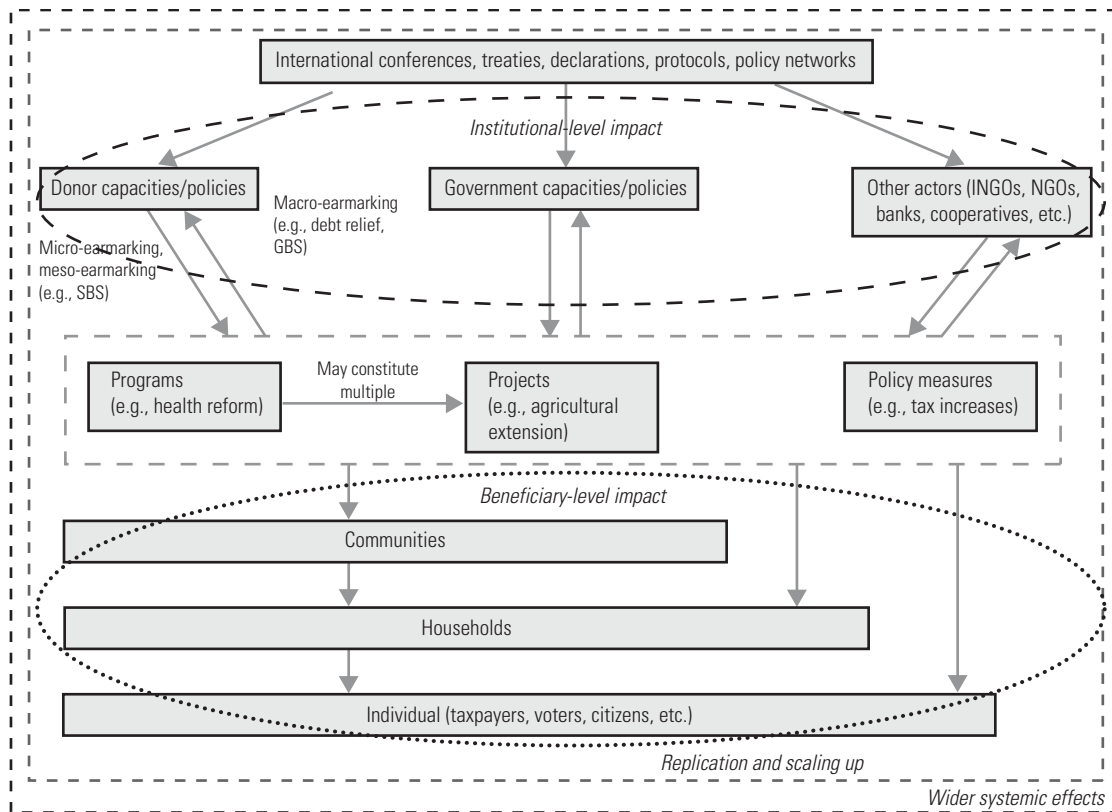 International conferences, treaties, declarations, protocols, policy networks
Institutional-level impact
Donor capacities/policies
Government capacities/policies
Other actors (INGOs, NGOs,
banks, cooperatives, etc.)
Macro-earmarking
(e.g., debt relief,
GBS)
Micro-earmarking,
meso-earmarking
(e.g., SBS)
Programs
(e.g., health reform)
May constitute
multiple
Projects
(e.g., agricultural
extension)
Policy measures
(e.g., tax increases)
Beneficiary-level impact
Communities
Households
Individual (taxpayers, voters, citizens, etc.)
Replication and scaling up
Wider systemic effects